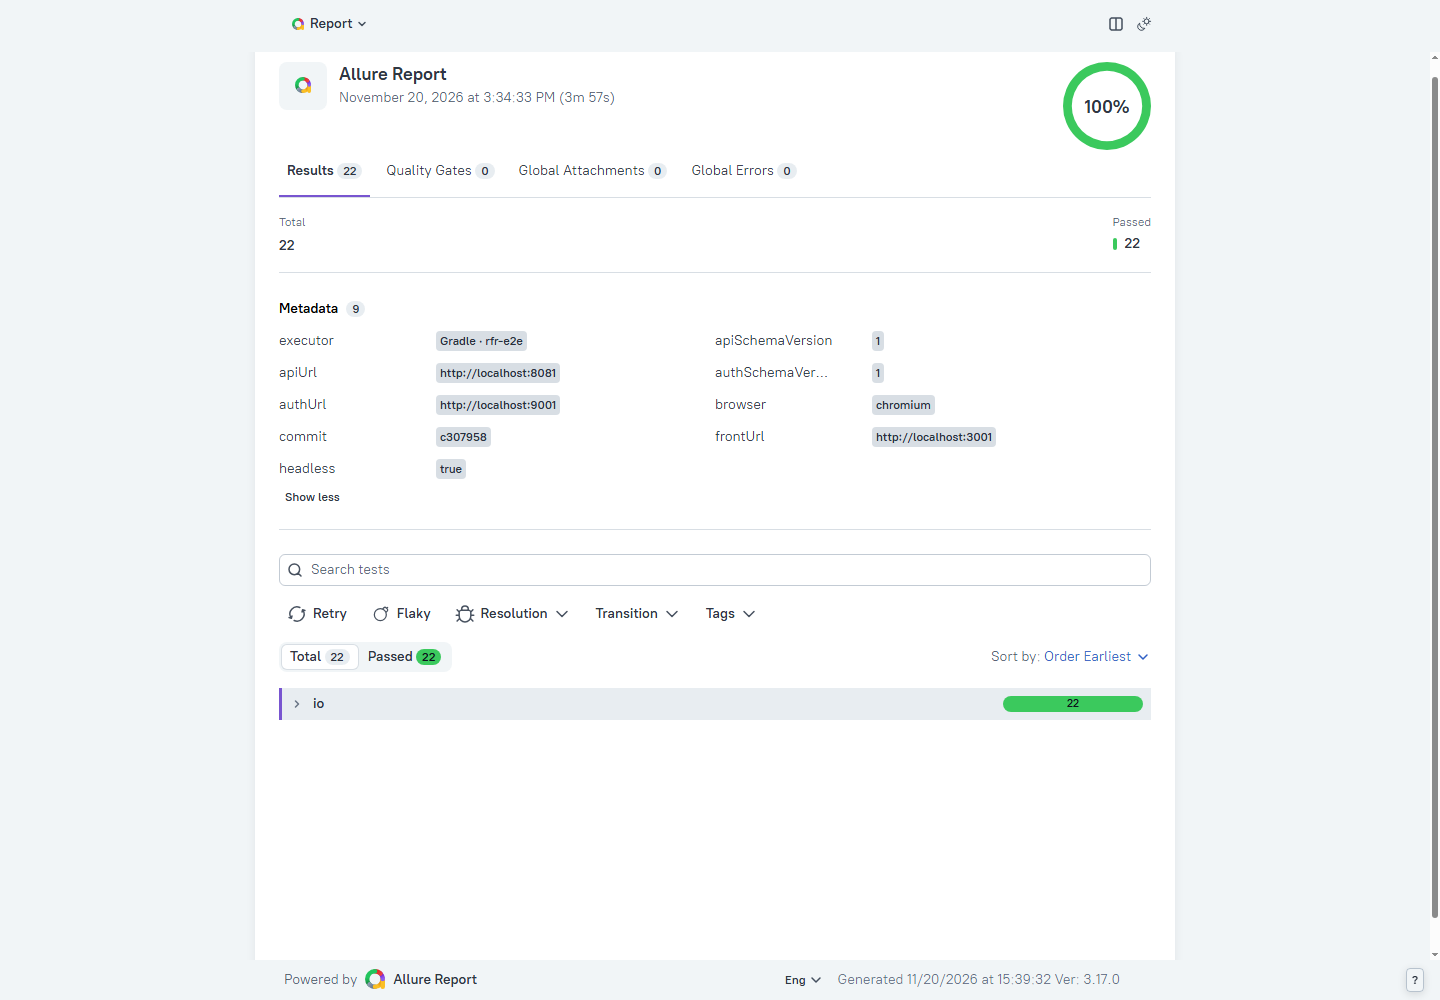 Report
Allure Report
November 20, 2026 at 3:34:33 PM (3m 57s)
100%
Results 22 Quality Gates 0 Global Attachments 0 Global Errors 0
Total Passed
22 22
Metadata 9
executor Gradle · rfr-e2e apiSchemaVersion 1
apiUrl http://localhost:8081 authSchemaVer... 1
authUrl http://localhost:9001 browser chromium
commit c307958 frontUrl http://localhost:3001
headless true
Show less
Search tests
Retry Flaky Resolution Transition Tags
Total 22 Passed 22 Sort by: Order Earliest
io 22
Powered by Allure Report Eng Generated 11/20/2026 at 15:39:32 Ver: 3.17.0 ?